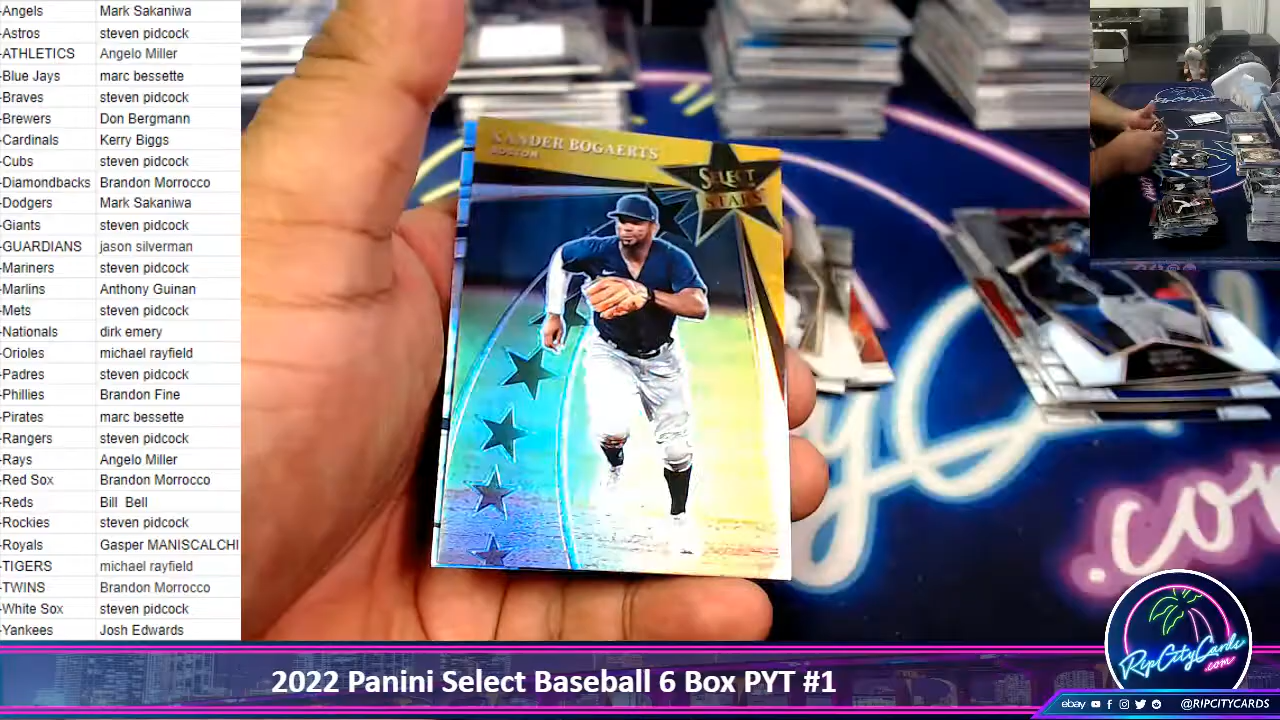 -Angels Mark Sakaniwa
-Astros steven pidcock
-ATHLETICS Angelo Miller
-Blue Jays marc bessette
-Braves steven pidcock
-Brewers Don Bergmann
-Cardinals Kerry Biggs
-Cubs steven pidcock
-Diamondbacks Brandon Morrocco
-Dodgers Mark Sakaniwa
-Giants steven pidcock
-GUARDIANS jason silverman
-Mariners steven pidcock
-Marlins Anthony Guinan
-Mets steven pidcock
-Nationals dirk emery
-Orioles michael rayfield
-Padres steven pidcock
-Phillies Brandon Fine
-Pirates marc bessette
-Rangers steven pidcock
-Rays Angelo Miller
-Red Sox Brandon Morrocco
-Reds Bill Bell
-Rockies steven pidcock
-Royals Gasper MANISCALCHI
-TIGERS michael rayfield
-TWINS Brandon Morrocco
-White Sox steven pidcock
-Yankees Josh Edwards
XANDER BOGAERTS
BOSTON
SELECT
STARS
.com
RipCityCards
.com
2022 Panini Select Baseball 6 Box PYT #1
ebay @RIPCITYCARDS